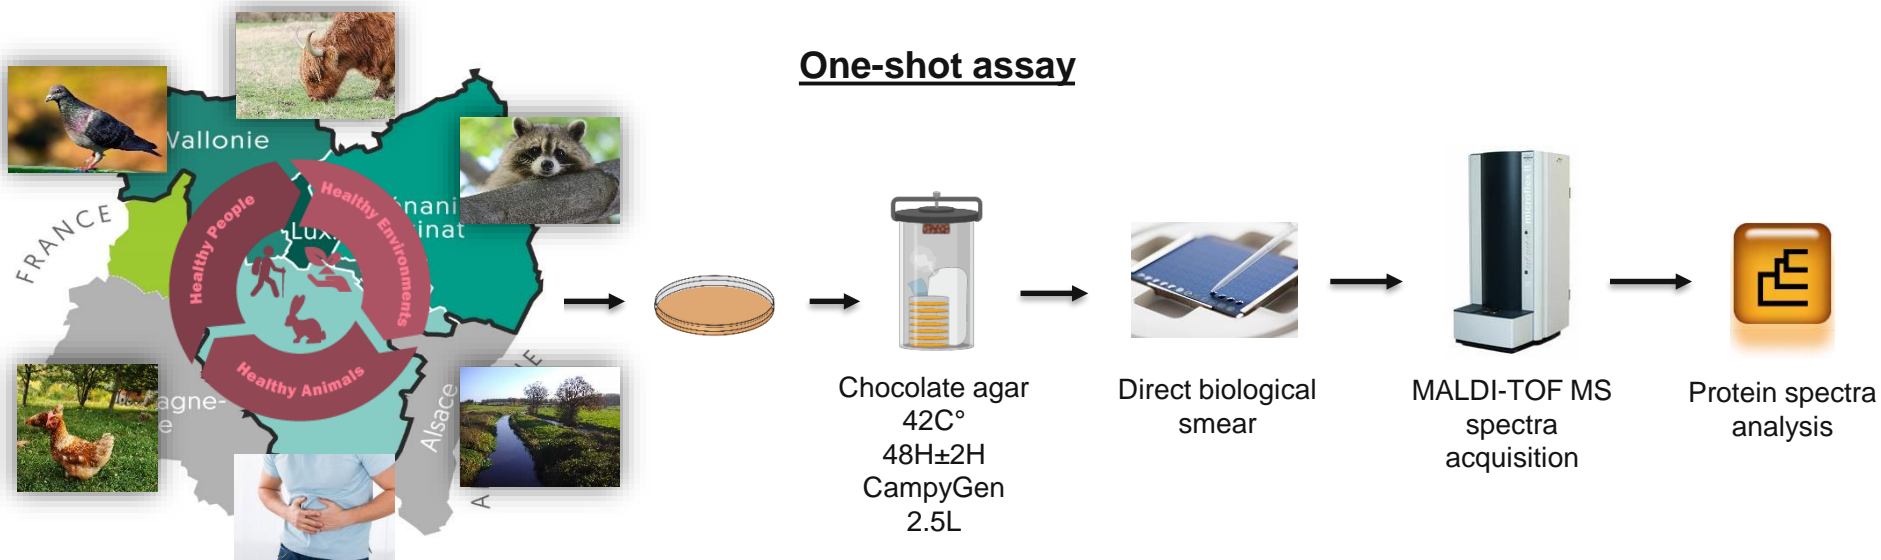 One-shot assay
Vallonie
FRANCE
Healthy People
Healthy Environments
Healthy Animals
Alsace
Chocolate agar
42C°
48H±2H
CampyGen
2.5L
Direct biological
smear
MALDI-TOF MS
spectra
acquisition
Protein spectra
analysis